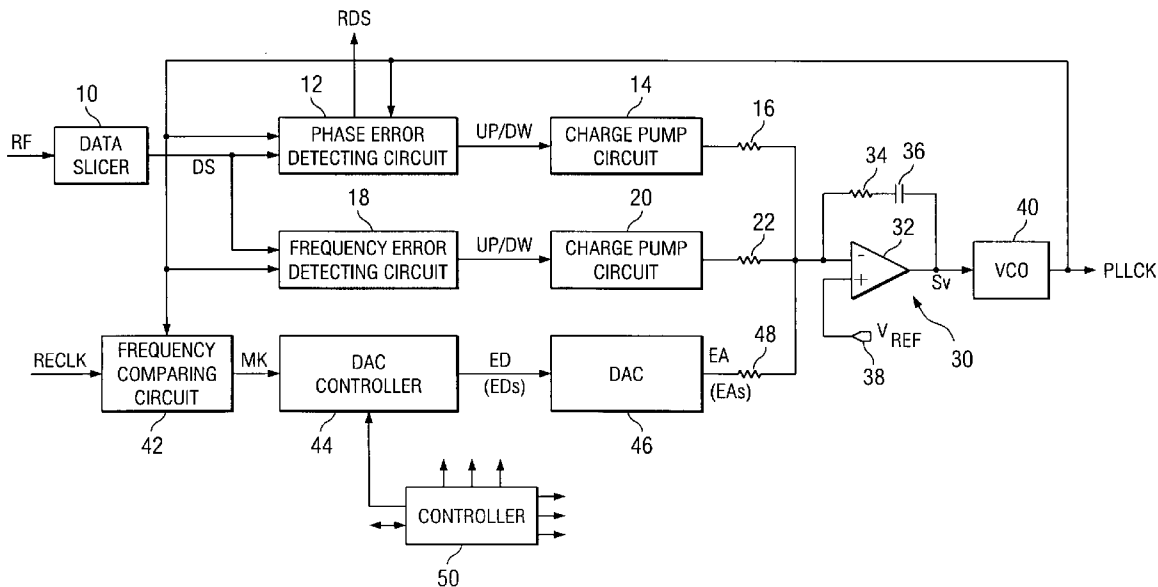 RDS
10
12
14
16
RF
DATA
SLICER
DS
PHASE ERROR
DETECTING CIRCUIT
UP/DW
CHARGE PUMP
CIRCUIT
34
36
18
20
22
32
40
FREQUENCY ERROR
DETECTING CIRCUIT
UP/DW
CHARGE PUMP
CIRCUIT
-
+
Sv
VCO
PLLCK
VREF
38
30
RECLK
FREQUENCY
COMPARING
CIRCUIT
MK
DAC
CONTROLLER
ED
(EDs)
DAC
EA
(EAs)
48
42
44
46
CONTROLLER
50